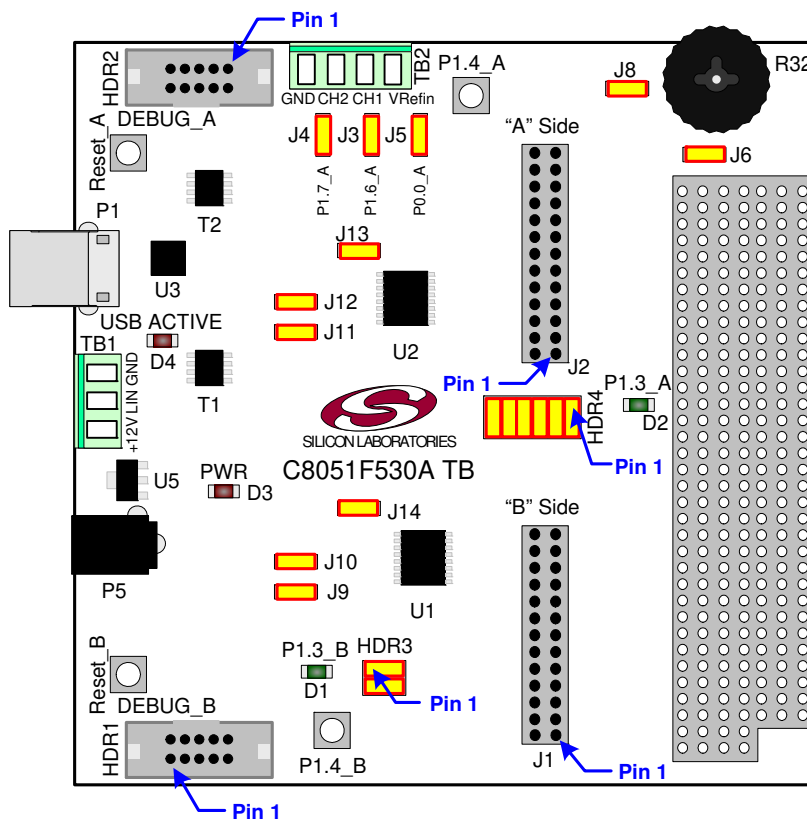 Pin 1
HDR2
DEBUG_A
Reset_A
TB2
GND CH2 CH1 VRefin
P1.4_A
J8
R32
J4
J3
J5
"A" Side
J6
P1.7_A
P1.6_A
P0.0_A
P1
T2
J13
U3
J12
J11
U2
USB ACTIVE
D4
TB1
+12V LIN GND
T1
J2
Pin 1
HDR4
P1.3_A
D2
Pin 1
SILICON LABORATORIES
C8051F530A TB
U5
PWR
D3
J14
"B" Side
P5
J10
J9
U1
Reset_B
P1.3_B
D1
HDR3
Pin 1
DEBUG_B
HDR1
P1.4_B
J1
Pin 1
Pin 1